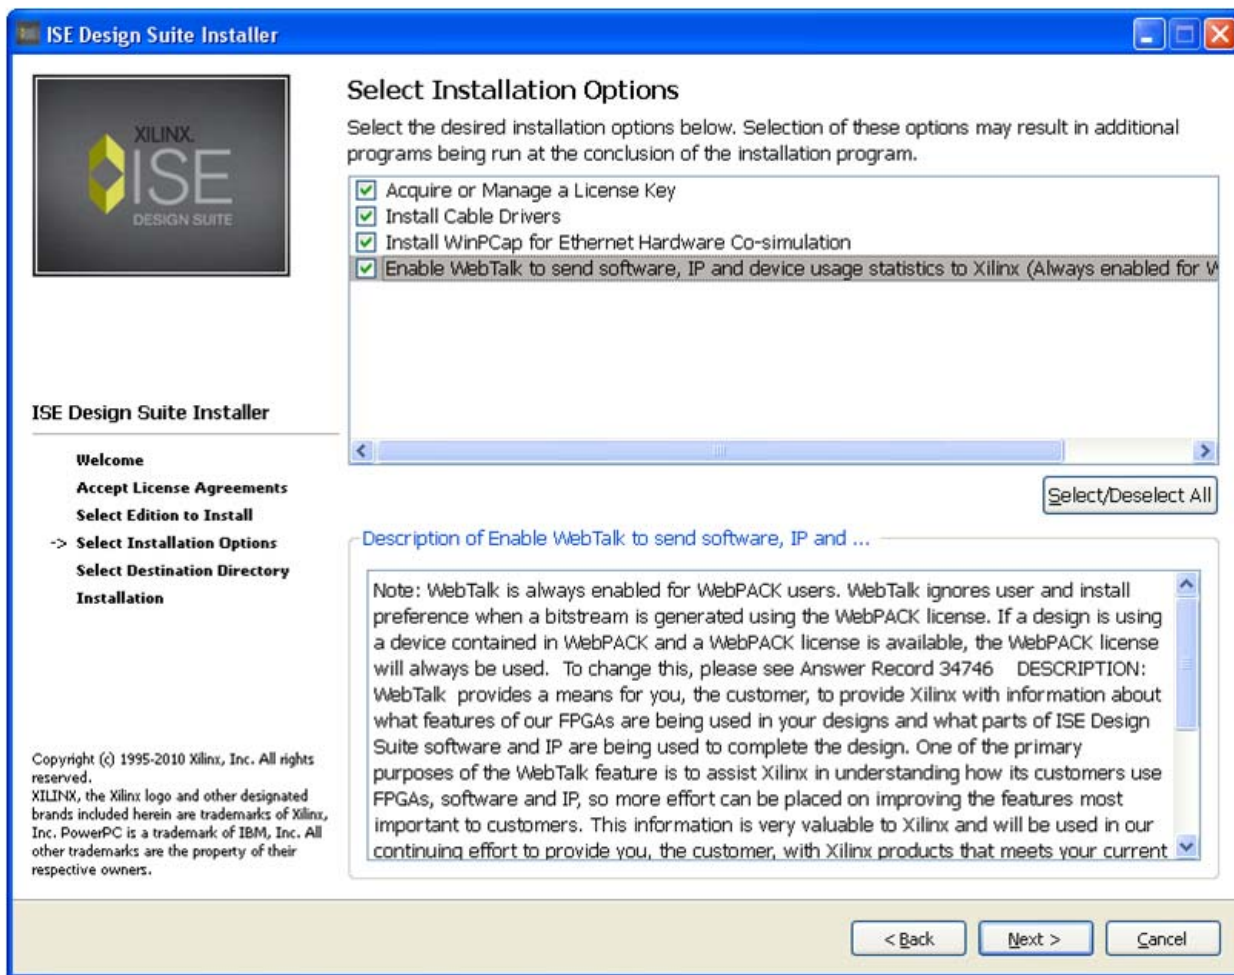 ISE Design Suite Installer
XILINX.
ISE
DESIGN SUITE
Select Installation Options
Select the desired installation options below. Selection of these options may result in additional
programs being run at the conclusion of the installation program.
Acquire or Manage a License Key
Install Cable Drivers
Install WinPCap for Ethernet Hardware Co-simulation
Enable WebTalk to send software, IP and device usage statistics to Xilinx (Always enabled for W
Select/Deselect All
ISE Design Suite Installer
Welcome
Accept License Agreements
Select Edition to Install
-> Select Installation Options
Select Destination Directory
Installation
Description of Enable WebTalk to send software, IP and ...
Note: WebTalk is always enabled for WebPACK users. WebTalk ignores user and install
preference when a bitstream is generated using the WebPACK license. If a design is using
a device contained in WebPACK and a WebPACK license is available, the WebPACK license
will always be used. To change this, please see Answer Record 34746 DESCRIPTION:
WebTalk provides a means for you, the customer, to provide Xilinx with information about
what features of our FPGAs are being used in your designs and what parts of ISE Design
Suite software and IP are being used to complete the design. One of the primary
purposes of the WebTalk feature is to assist Xilinx in understanding how its customers use
FPGAs, software and IP, so more effort can be placed on improving the features most
important to customers. This information is very valuable to Xilinx and will be used in our
continuing effort to provide you, the customer, with Xilinx products that meets your current
Copyright (c) 1995-2010 Xilinx, Inc. All rights
reserved.
XILINX, the Xilinx logo and other designated
brands included herein are trademarks of Xilinx,
Inc. PowerPC is a trademark of IBM, Inc. All
other trademarks are the property of their
respective owners.
< Back
Next >
Cancel